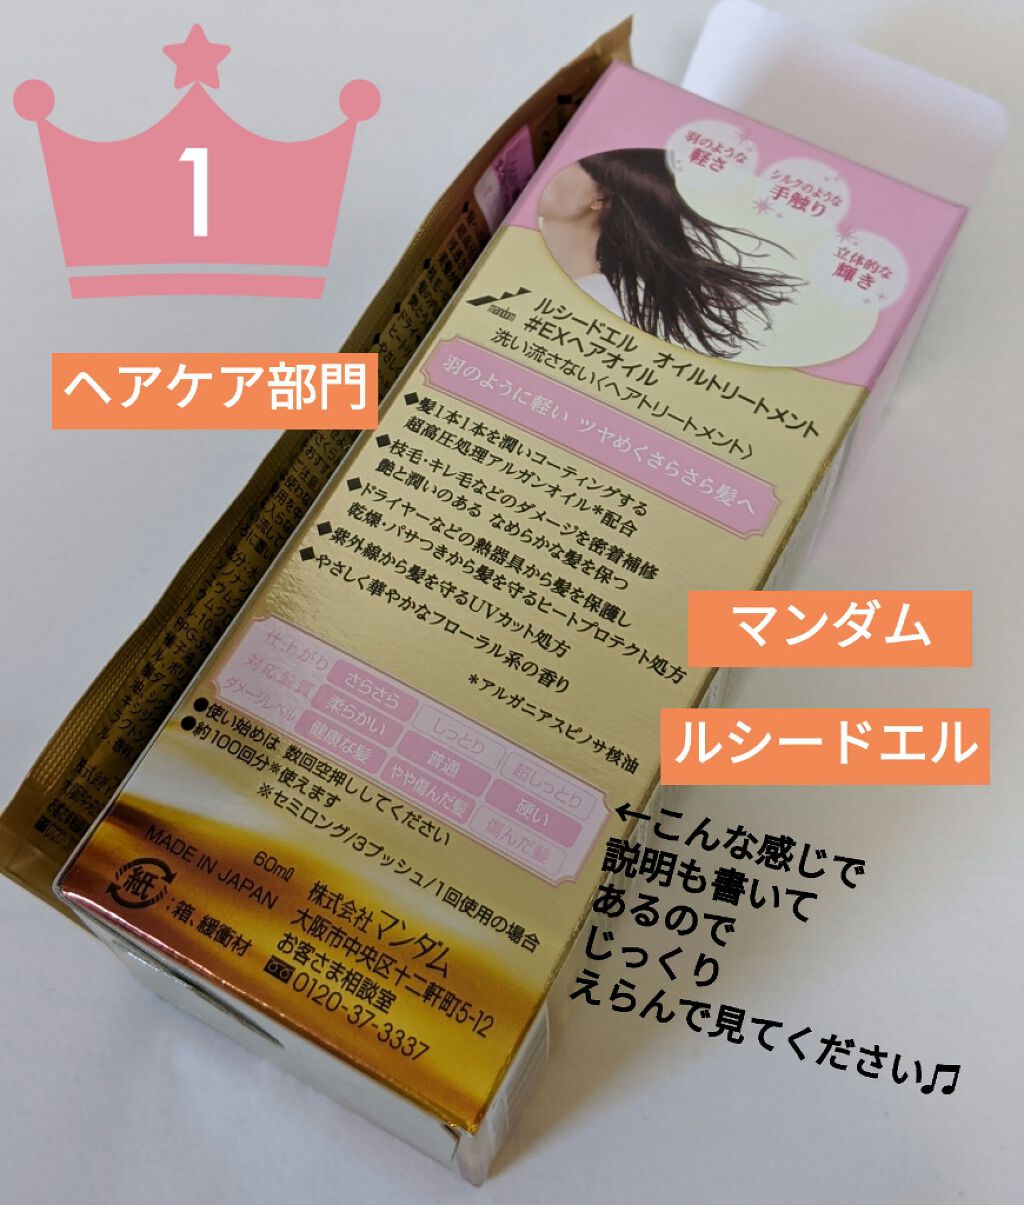 1
ヘアケア部門
羽のような
軽さ
シルクのような
手触り
立体的な
輝き
mandom
ルシードエル オイルトリートメント
#EXヘアオイル
洗い流さない〈ヘアトリートメント〉
羽のように軽い ツヤめくさらさら髪へ
◆髪1本1本を潤いコーティングする
超高圧処理アルガンオイル*配合
◆枝毛・キレ毛などのダメージを密着補修
艶と潤いのある なめらかな髪を保つ
◆ドライヤーなどの熱器具から髪を保護し
乾燥・パサつきから髪を守るヒートプロテクト処方
◆紫外線から髪を守るUVカット処方
◆やさしく華やかなフローラル系の香り
*アルガニアスピノサ核油
仕上がり さらさら しっとり 超しっとり
対応髪質 柔らかい 普通 硬い
ダメージレベル 健康な髪 やや傷んだ髪 傷んだ髪
●使い始めは、数回空押ししてください
●約100回分※使えます
※セミロング/3プッシュ/1回使用の場合
60mℓ
MADE IN JAPAN
紙
:箱、緩衝材
株式会社 マンダム
大阪市中央区十二軒町5-12
お客さま相談室
0120-37-3337
マンダム
ルシードエル
←こんな感じで
説明も書いて
あるので
じっくり
えらんで見てください♫